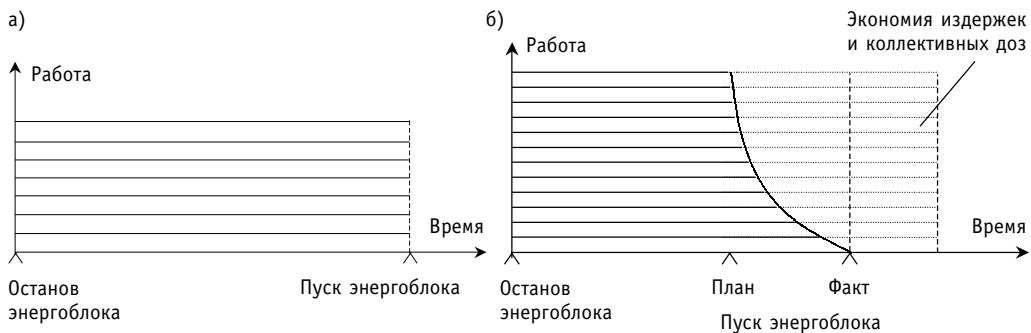 а)
Работа
Время
Останов
энергоблока
Пуск энергоблока
б)
Экономия издержек
и коллективных доз
Работа
Время
Останов
энергоблока
План
Факт
Пуск энергоблока